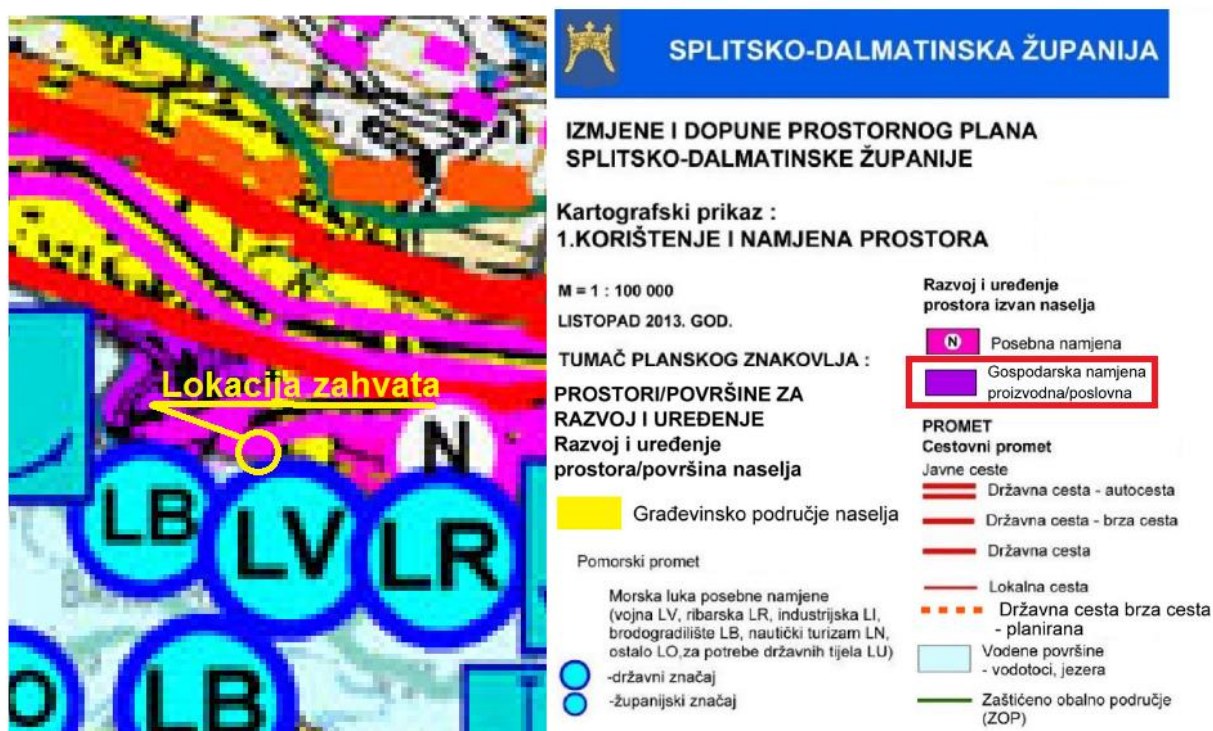 LB
Lokacija zahvata
N
LB
LV
LR
O
LB
SPLITSKO-DALMATINSKA ŽUPANIJA
IZMJENE I DOPUNE PROSTORNOG PLANA
SPLITSKO-DALMATINSKE ŽUPANIJE
Kartografski prikaz :
1.KORIŠTENJE I NAMJENA PROSTORA
M = 1 : 100 000
LISTOPAD 2013. GOD.
TUMAČ PLANSKOG ZNAKOVLJA :
PROSTORI/POVRŠINE ZA
RAZVOJ I UREĐENJE
Razvoj i uređenje
prostora/površina naselja
Građevinsko područje naselja
Pomorski promet
Morska luka posebne namjene
(vojna LV, ribarska LR, industrijska LI,
brodogradilište LB, nautički turizam LN,
ostalo LO,za potrebe državnih tijela LU)
-državni značaj
-županijski značaj
Razvoj i uređenje
prostora izvan naselja
N Posebna namjena
Gospodarska namjena
proizvodna/poslovna
PROMET
Cestovni promet
Javne ceste
Državna cesta - autocesta
Državna cesta - brza cesta
Državna cesta
Lokalna cesta
Državna cesta brza cesta
- planirana
Vodene površine
- vodotoci, jezera
Zaštićeno obalno područje
(ZOP)